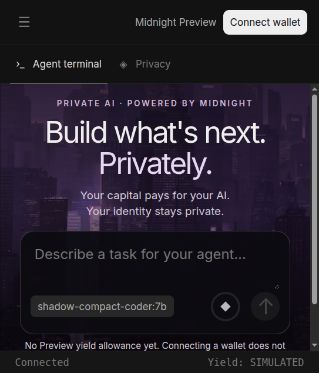 Midnight Preview
Connect wallet
Agent terminal
Privacy
PRIVATE AI · POWERED BY MIDNIGHT
Build what's next.
Privately.
Your capital pays for your AI.
Your identity stays private.
Describe a task for your agent...
shadow-compact-coder:7b
No Preview yield allowance yet. Connecting a wallet does not
Connected
Yield: SIMULATED